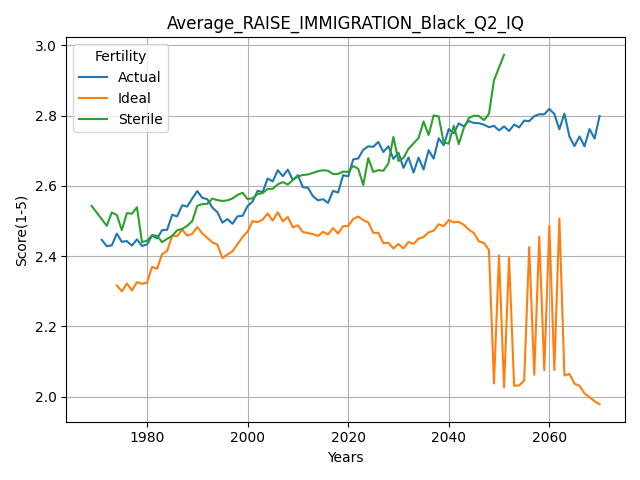 Average_RAISE_IMMIGRATION_Black_Q2_IQ
Fertility
Actual
Ideal
Sterile
Score(1-5)
3.0
2.8
2.6
2.4
2.2
2.0
1980 2000 2020 2040 2060
Years